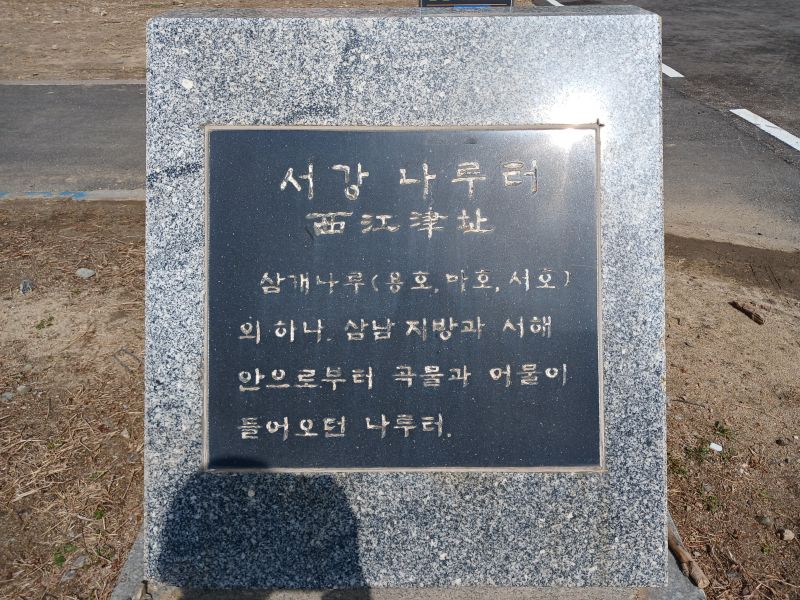 서강 나루터
西江津址
삼개나루(용호, 마호, 서호)
의 하나. 삼남 지방과 서해
안으로부터 곡물과 어물이
들어오던 나루터.